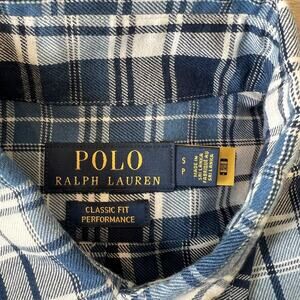 POLO
RALPH LAUREN
CLASSIC FIT
PERFORMANCE
S
P